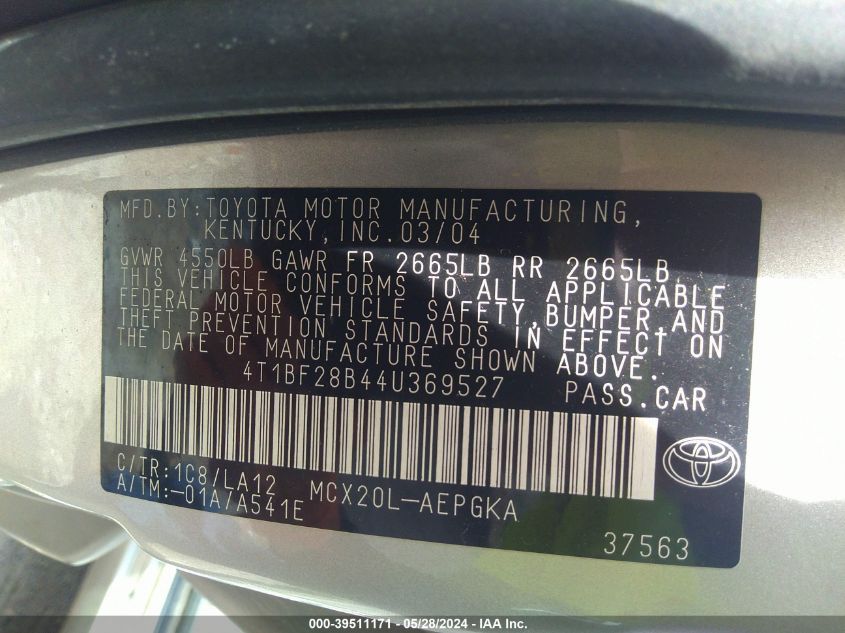 MFD.BY:TOYOTA MOTOR MANUFACTURING,
KENTUCKY,INC.03/04
GVWR 4550LB GAWR FR 2665LB RR 2665LB
THIS VEHICLE CONFORMS TO ALL APPLICABLE
FEDERAL MOTOR VEHICLE SAFETY,BUMPER,AND
THEFT PREVENTION STANDARDS IN EFFECT ON
THE DATE OF MANUFACTURE SHOWN ABOVE.
4T1BF28B44U369527 PASS.CAR
C/TR:1C8/LA12
A/TM:-01A/A541E MCX20L-AEPGKA
37563
000-39511171 - 05/28/2024 - IAA Inc.